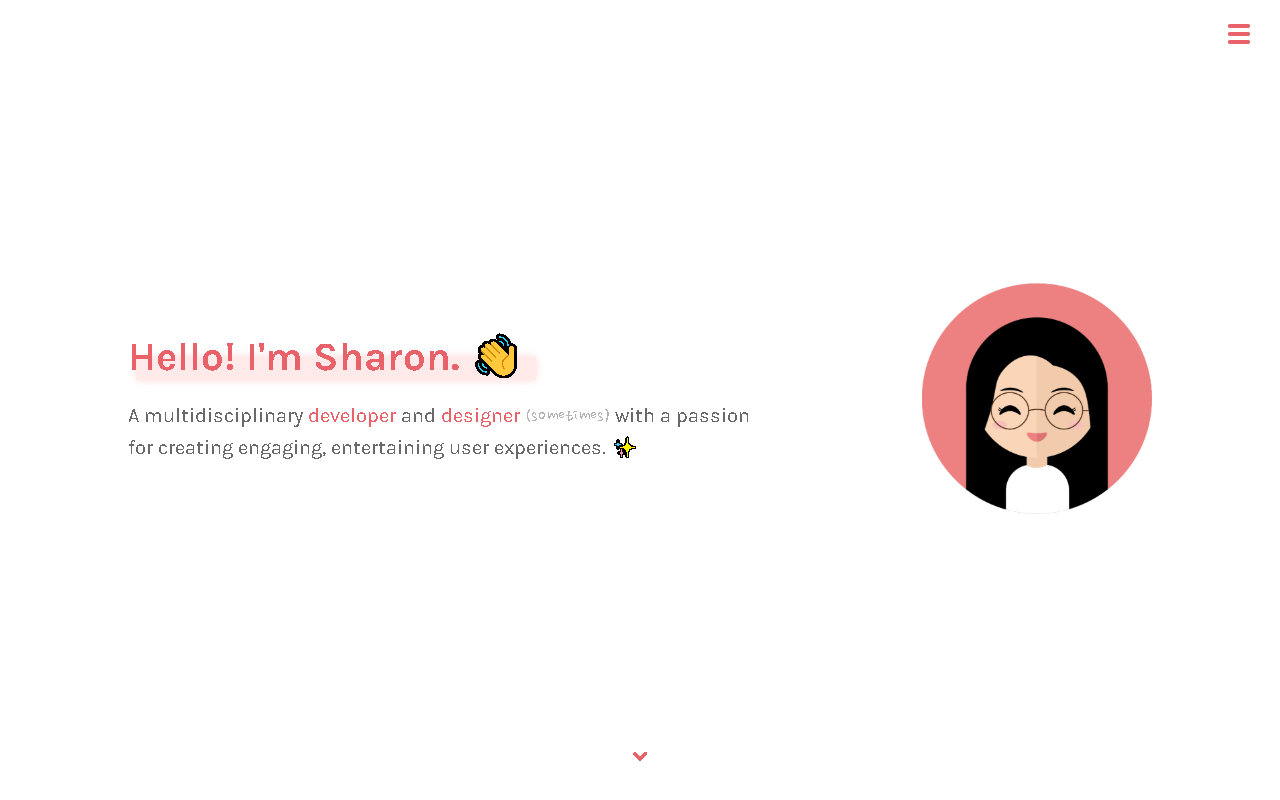 Hello! I'm Sharon. 👋
A multidisciplinary developer and designer (sometimes) with a passion
for creating engaging, entertaining user experiences. ✨